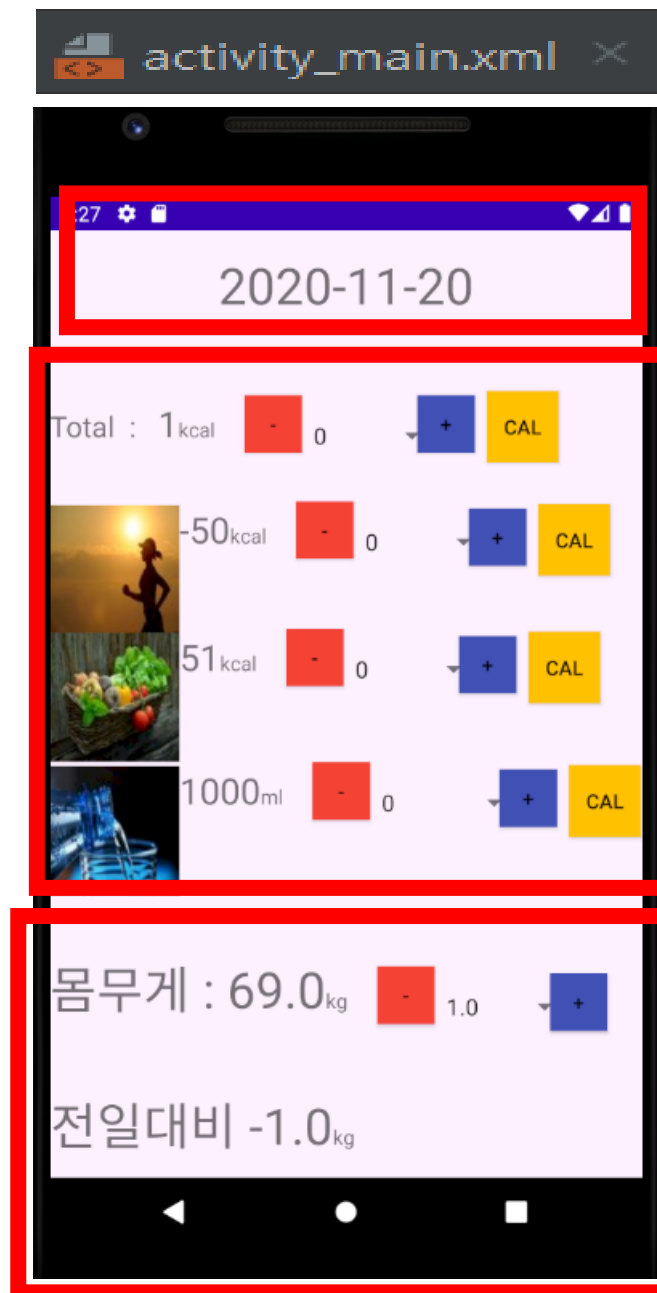 activity_main.xml
:27
2020-11-20
Total : 1kcal - 0 + CAL
-50kcal - 0 + CAL
51kcal - 0 + CAL
1000ml - 0 + CAL
몸무게 : 69.0kg - 1.0 +
전일대비 -1.0kg